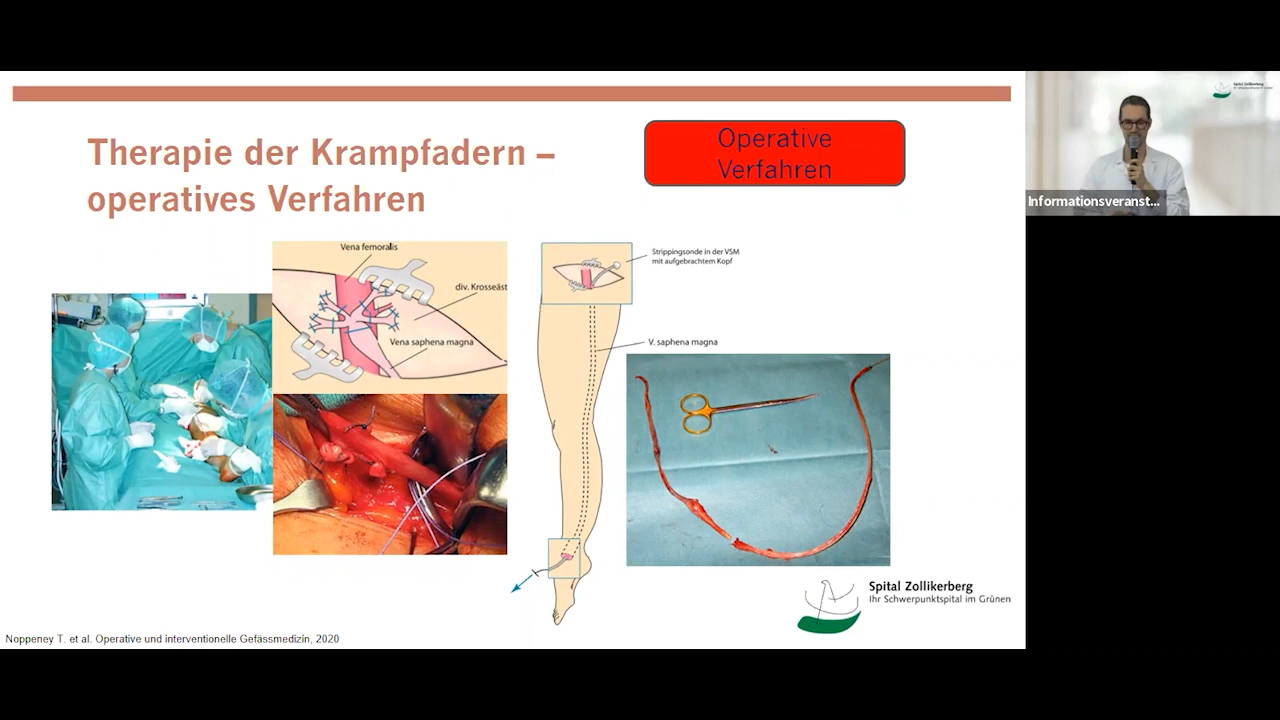 Therapie der Krampfadern –
operatives Verfahren
Operative
Verfahren
Vena femoralis
div. Krosseäst
Vena saphena magna
Strippingsonde in der VSM
mit aufgebrachtem Kopf
V. saphena magna
Spital Zollikerberg
Ihr Schwerpunktspital im Grünen
Noppeney T. et al. Operative und interventionelle Gefässmedizin, 2020
Spital Zollikerberg
Informationsveranst...